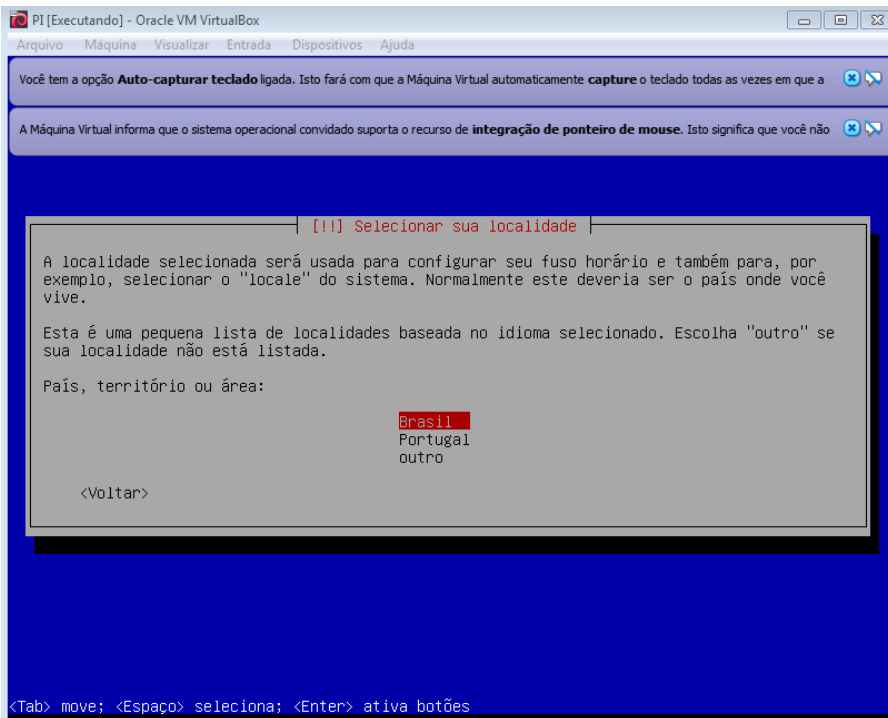 PI [Executando] - Oracle VM VirtualBox
Arquivo Máquina Visualizar Entrada Dispositivos Ajuda
Você tem a opção Auto-capturar teclado ligada. Isto fará com que a Máquina Virtual automaticamente capture o teclado todas as vezes em que a
A Máquina Virtual informa que o sistema operacional convidado suporta o recurso de integração de ponteiro de mouse. Isto significa que você não
[!!] Selecionar sua localidade
A localidade selecionada será usada para configurar seu fuso horário e também para, por
exemplo, selecionar o "locale" do sistema. Normalmente este deveria ser o país onde você
vive.
Esta é uma pequena lista de localidades baseada no idioma selecionado. Escolha "outro" se
sua localidade não está listada.
País, território ou área:
Brasil
Portugal
outro
<Voltar>
<Tab> move; <Espaço> seleciona; <Enter> ativa botões